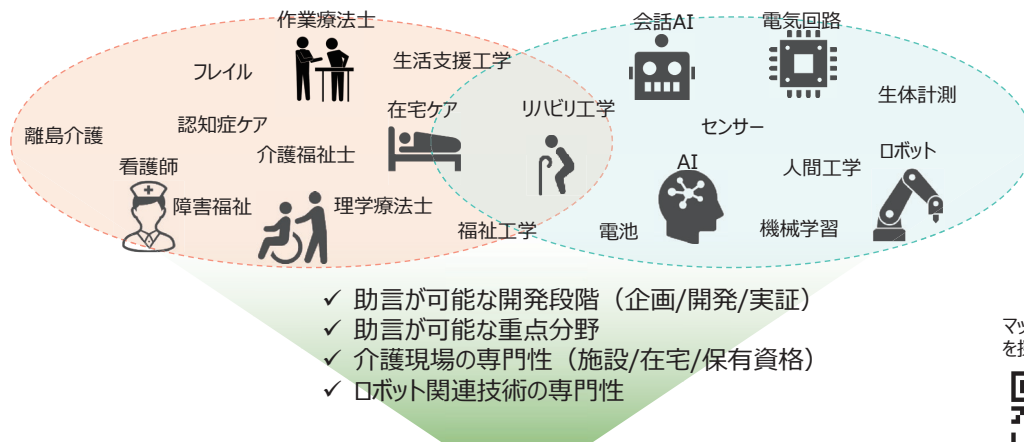 作業療法士
会話AI
電気回路
フレイル
生活支援工学
生体計測
離島介護
認知症ケア
在宅ケア
リハビリ工学
センサー
看護師
介護福祉士
AI
人間工学
ロボット
障害福祉
理学療法士
福祉工学
電池
機械学習
✓ 助言が可能な開発段階（企画/開発/実証）
✓ 助言が可能な重点分野
✓ 介護現場の専門性（施設/在宅/保有資格）
✓ ロボット関連技術の専門性
マッ
を